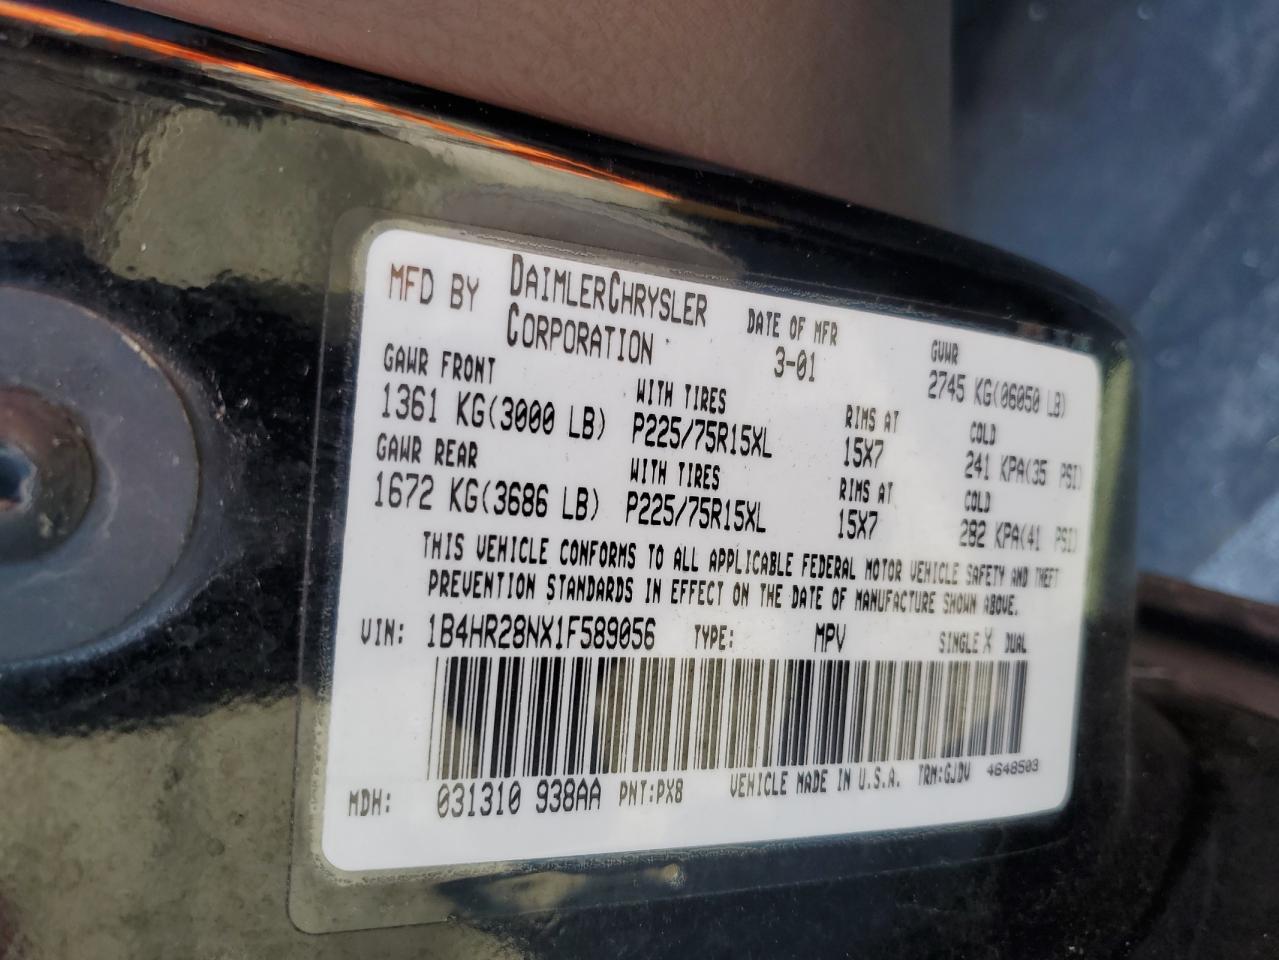 MFD BY DAIMLERCHRYSLER CORPORATION DATE OF MFR 3-01 GVWR 2745 KG(06050 LB)
GAWR FRONT WITH TIRES RIMS AT COLD
1361 KG(3000 LB) P225/75R15XL 15X7 241 KPA(35 PSI)
GAWR REAR WITH TIRES RIMS AT COLD
1672 KG(3686 LB) P225/75R15XL 15X7 282 KPA(41 PSI)
THIS VEHICLE CONFORMS TO ALL APPLICABLE FEDERAL MOTOR VEHICLE SAFETY AND THEFT
PREVENTION STANDARDS IN EFFECT ON THE DATE OF MANUFACTURE SHOWN ABOVE.
VIN: 1B4HR28NX1F589056 TYPE: MPV SINGLE X DUAL
MDH: 031310 938AA PNT:PX8 VEHICLE MADE IN U.S.A. TRM:GJDV 4648503